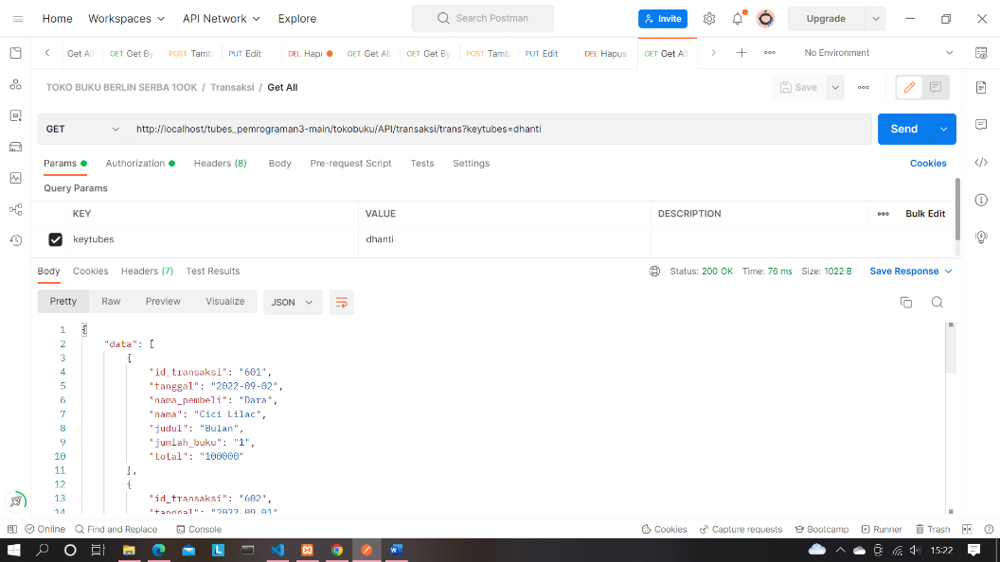 Home Workspaces API Network Explore Search Postman Invite Upgrade
Get All GET Get By POST Tamb PUT Edit DEL Hapu GET Get All GET Get By POST Tamb PUT Edit DEL Hapus GET Get All No Environment
TOKO BUKU BERLIN SERBA 1OOK / Transaksi / Get All Save
GET http://localhost/tubes_pemrograman3-main/tokobuku/API/transaksi/trans?keytubes=dhanti Send
Params Authorization Headers (8) Body Pre-request Script Tests Settings Cookies
Query Params
KEY VALUE DESCRIPTION Bulk Edit
keytubes dhanti
Body Cookies Headers (7) Test Results Status: 200 OK Time: 76 ms Size: 1022 B Save Response
Pretty Raw Preview Visualize JSON
1 {
2 "data": [
3 {
4 "id_transaksi": "601",
5 "tanggal": "2022-09-02",
6 "nama_pembeli": "Dara",
7 "nama": "Cici Lilac",
8 "judul": "Bulan",
9 "jumlah_buku": "1",
10 "total": "100000"
11 },
12 {
13 "id_transaksi": "602",
14 "tanggal": "2022-09-01"
Online Find and Replace Console Cookies Capture requests Bootcamp Runner Trash
15:22